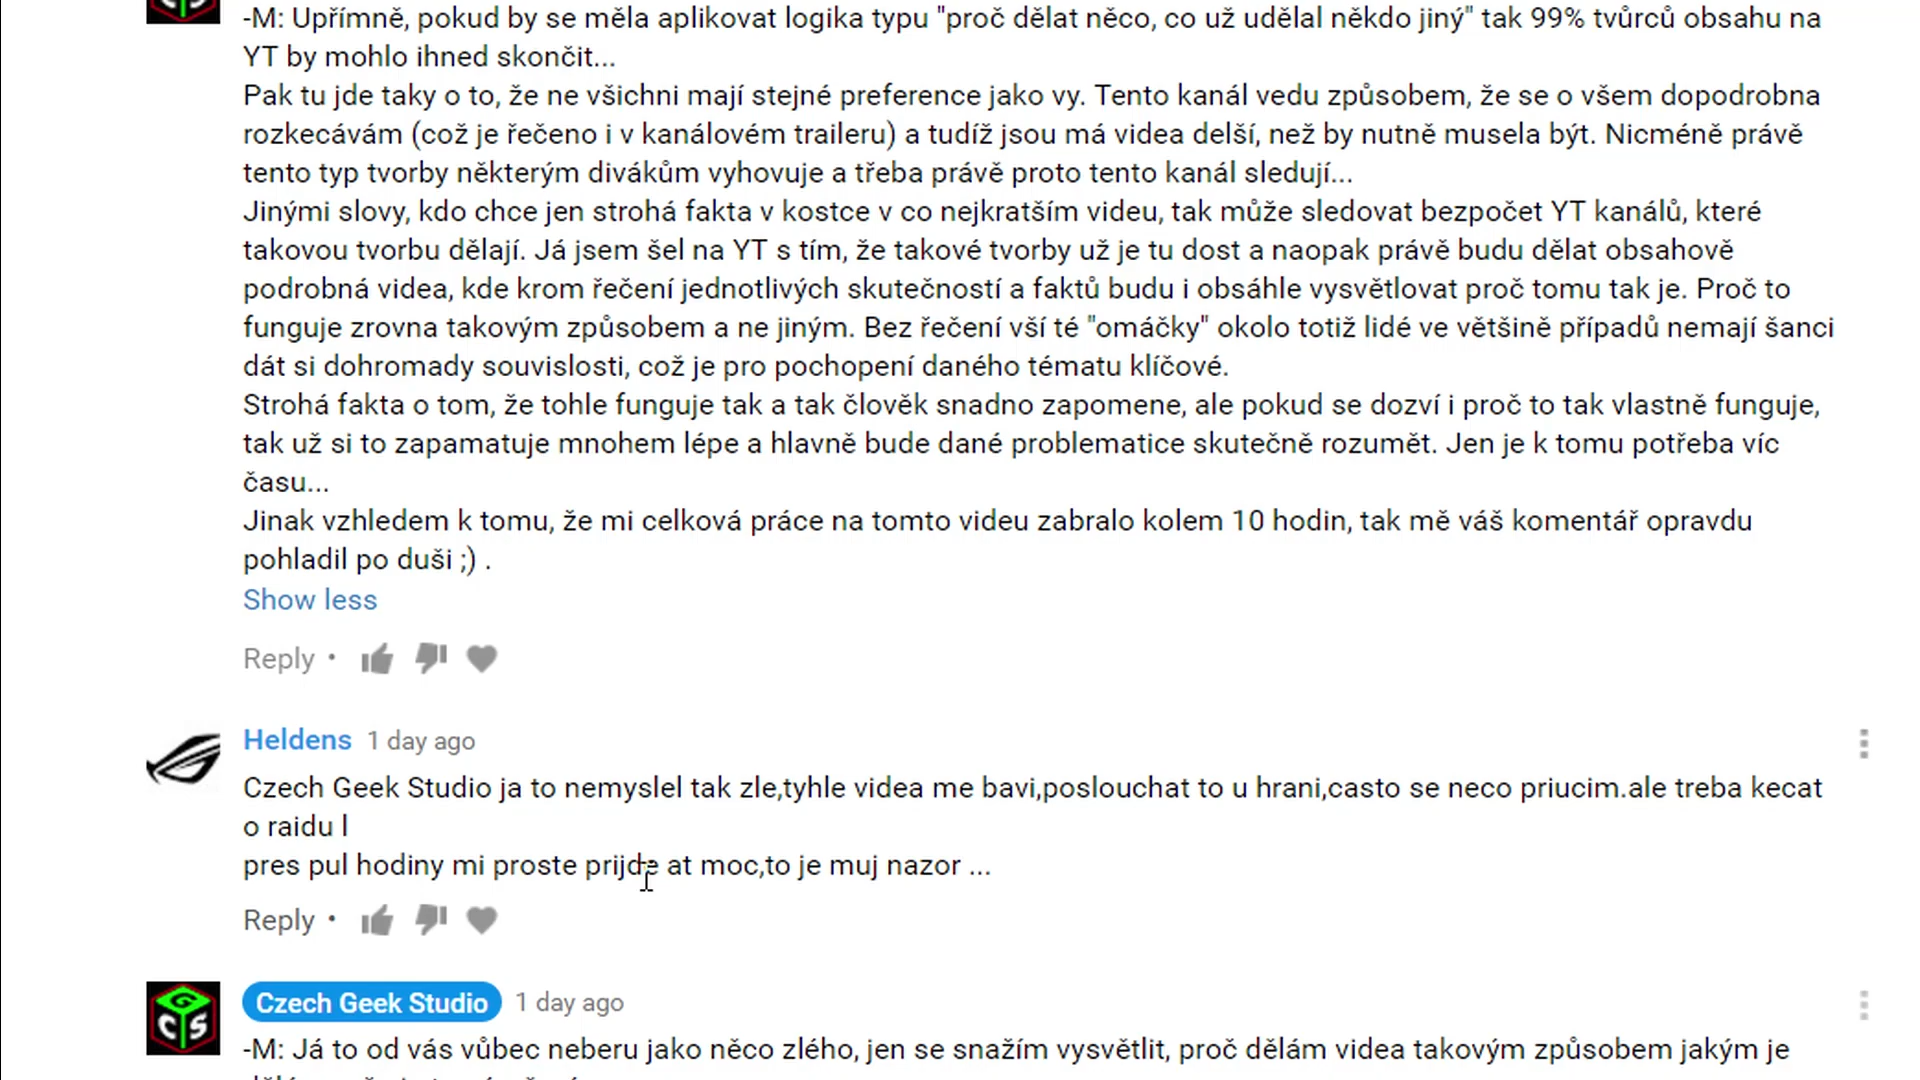 -M: Upřímně, pokud by se měla aplikovat logika typu "proč dělat něco, co už udělal někdo jiný" tak 99% tvůrců obsahu na
YT by mohlo ihned skončit...
Pak tu jde taky o to, že ne všichni mají stejné preference jako vy. Tento kanál vedu způsobem, že se o všem dopodrobna
rozkecávám (což je řečeno i v kanálovém traileru) a tudíž jsou má videa delší, než by nutně musela být. Nicméně právě
tento typ tvorby některým divákům vyhovuje a třeba právě proto tento kanál sledují...
Jinými slovy, kdo chce jen strohá fakta v kostce v co nejkratším videu, tak může sledovat bezpočet YT kanálů, které
takovou tvorbu dělají. Já jsem šel na YT s tím, že takové tvorby už je tu dost a naopak právě budu dělat obsahově
podrobná videa, kde krom řečení jednotlivých skutečností a faktů budu i obsáhle vysvětlovat proč tomu tak je. Proč to
funguje zrovna takovým způsobem a ne jiným. Bez řečení vší té "omáčky" okolo totiž lidé ve většině případů nemají šanci
dát si dohromady souvislosti, což je pro pochopení daného tématu klíčové.
Strohá fakta o tom, že tohle funguje tak a tak člověk snadno zapomene, ale pokud se dozví i proč to tak vlastně funguje,
tak už si to zapamatuje mnohem lépe a hlavně bude dané problematice skutečně rozumět. Jen je k tomu potřeba víc
času...
Jinak vzhledem k tomu, že mi celková práce na tomto videu zabralo kolem 10 hodin, tak mě váš komentář opravdu
pohladil po duši ;) .
Show less
Reply •
Heldens 1 day ago
Czech Geek Studio ja to nemyslel tak zle,tyhle videa me bavi,poslouchat to u hrani,casto se neco priucim.ale treba kecat
o raidu l
pres pul hodiny mi proste prijde at moc,to je muj nazor ...
Reply •
CGS
Czech Geek Studio 1 day ago
-M: Já to od vás vůbec neberu jako něco zlého, jen se snažím vysvětlit, proč dělám videa takovým způsobem jakým je